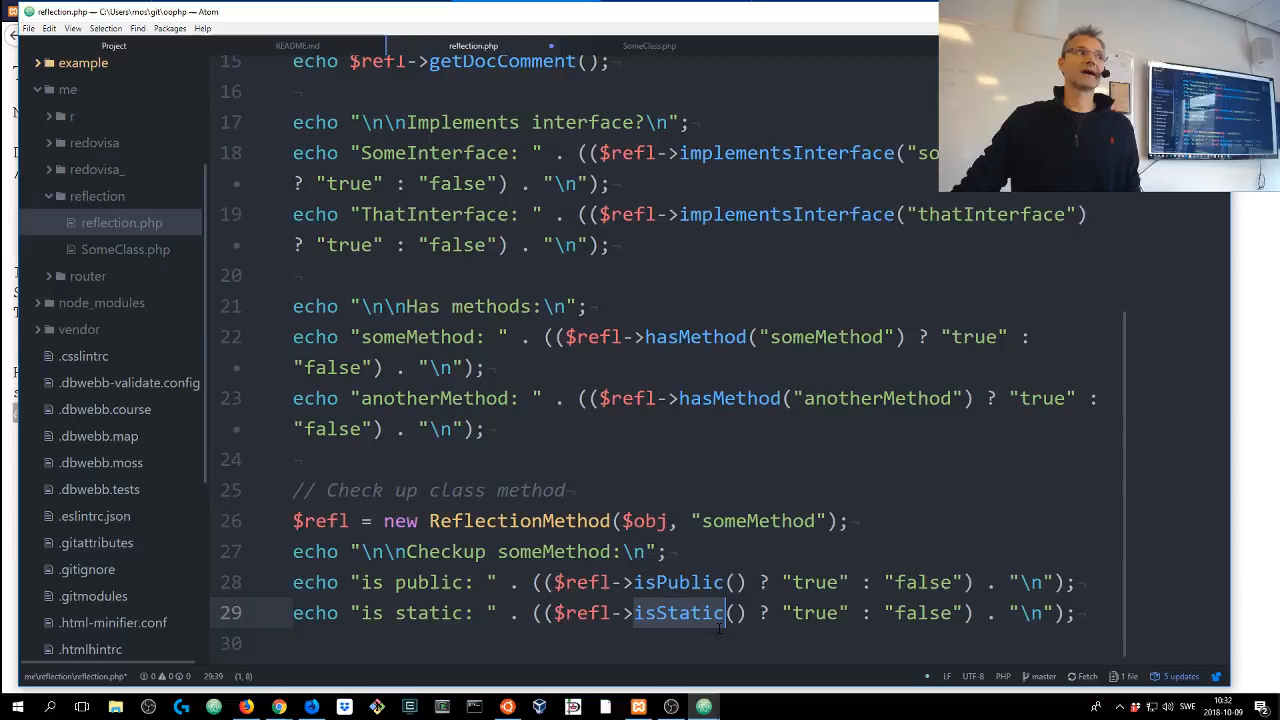 reflection.php — C:\Users\mos\git\oophp — Atom
File Edit View Selection Find Packages Help
Project
README.md
reflection.php
SomeClass.php
example
me
r
redovisa
redovisa_
reflection
reflection.php
SomeClass.php
router
node_modules
vendor
.csslintrc
.dbwebb-validate.config
.dbwebb.course
.dbwebb.map
.dbwebb.moss
.dbwebb.tests
.eslintrc.json
.gitattributes
.gitignore
.gitmodules
.html-minifier.conf
.htmlhintrc
15 echo $refl->getDocComment();
16 ¬
17 echo "\n\nImplements interface?\n";¬
18 echo "SomeInterface: " . (($refl->implementsInterface("so
• ? "true" : "false") . "\n");¬
19 echo "ThatInterface: " . (($refl->implementsInterface("thatInterface")
• ? "true" : "false") . "\n");¬
20 ¬
21 echo "\n\nHas methods:\n";¬
22 echo "someMethod: " . (($refl->hasMethod("someMethod") ? "true" :
• "false") . "\n");¬
23 echo "anotherMethod: " . (($refl->hasMethod("anotherMethod") ? "true" :
• "false") . "\n");¬
24 ¬
25 // Check up class method¬
26 $refl = new ReflectionMethod($obj, "someMethod");¬
27 echo "\n\nCheckup someMethod:\n";¬
28 echo "is public: " . (($refl->isPublic() ? "true" : "false") . "\n");¬
29 echo "is static: " . (($refl->isStatic() ? "true" : "false") . "\n");¬
30
me\reflection\reflection.php* 0 0 0 29:39 (1, 8) LF UTF-8 PHP master Fetch 1 file 5 updates
SWE
10:32
2018-10-09